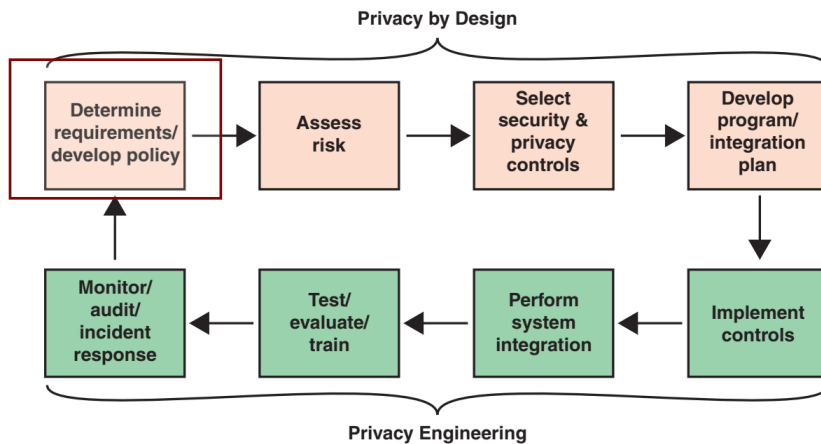 Privacy by Design
Determine
requirements/
develop policy
Assess
risk
Select
security &
privacy
controls
Develop
program/
integration
plan
Monitor/
audit/
incident
response
Test/
evaluate/
train
Perform
system
integration
Implement
controls
Privacy Engineering